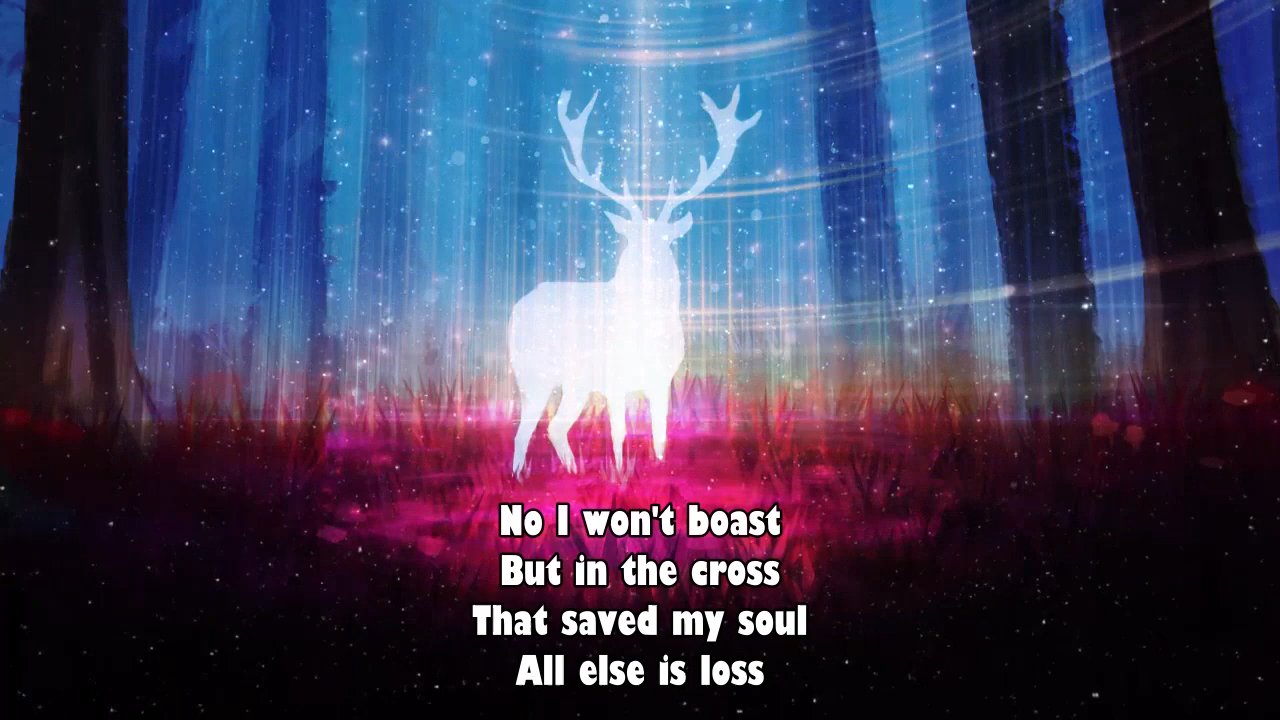 No I won't boast
But in the cross
That saved my soul
All else is loss